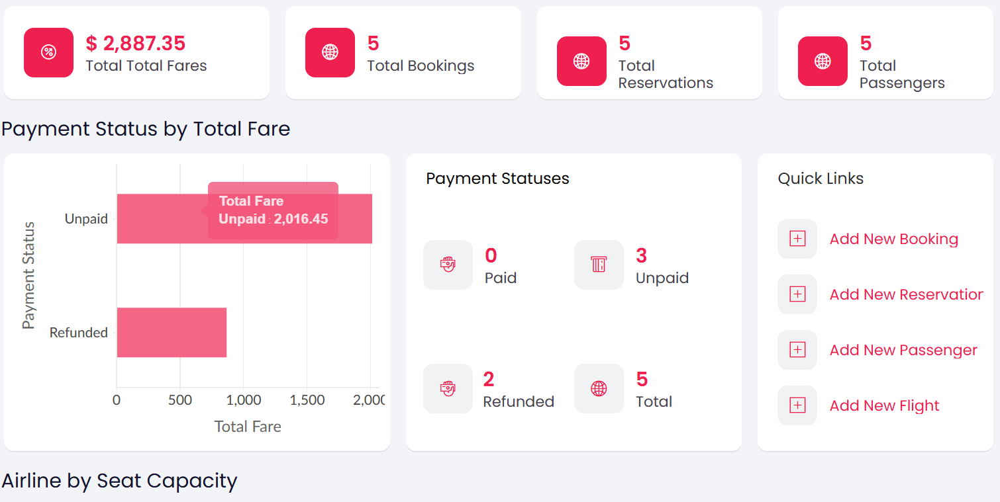 $ 2,887.35
Total Total Fares
5
Total Bookings
5
Total
Reservations
5
Total
Passengers
Payment Status by Total Fare
Payment Status
Unpaid
Refunded
Total Fare
Unpaid : 2,016.45
0
500
1,000
1,500
2,000
Total Fare
Payment Statuses
0
Paid
3
Unpaid
2
Refunded
5
Total
Quick Links
Add New Booking
Add New Reservation
Add New Passenger
Add New Flight
Airline by Seat Capacity